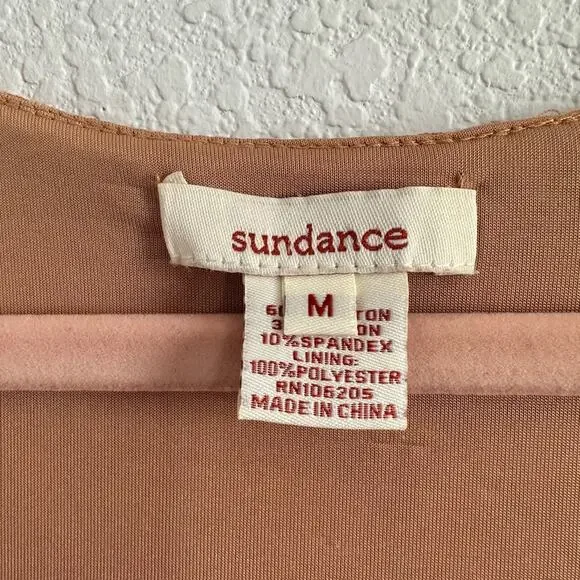 sundance
M
10%SPANDEX
LINING:
100%POLYESTER
RN106205
MADE IN CHINA